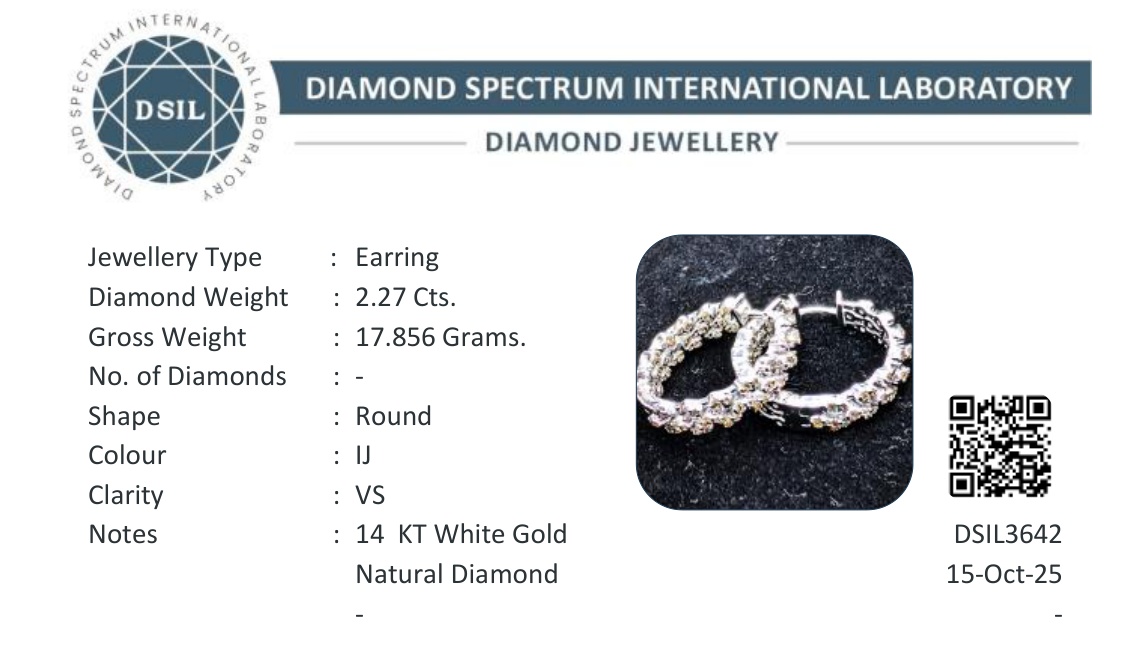 DIAMOND SPECTRUM INTERNATIONAL LABORATORY
DSIL
DIAMOND SPECTRUM INTERNATIONAL LABORATORY
DIAMOND JEWELLERY
Jewellery Type : Earring
Diamond Weight : 2.27 Cts.
Gross Weight : 17.856 Grams.
No. of Diamonds : -
Shape : Round
Colour : IJ
Clarity : VS
Notes : 14 KT White Gold
DSIL3642
Natural Diamond
15-Oct-25
-
-